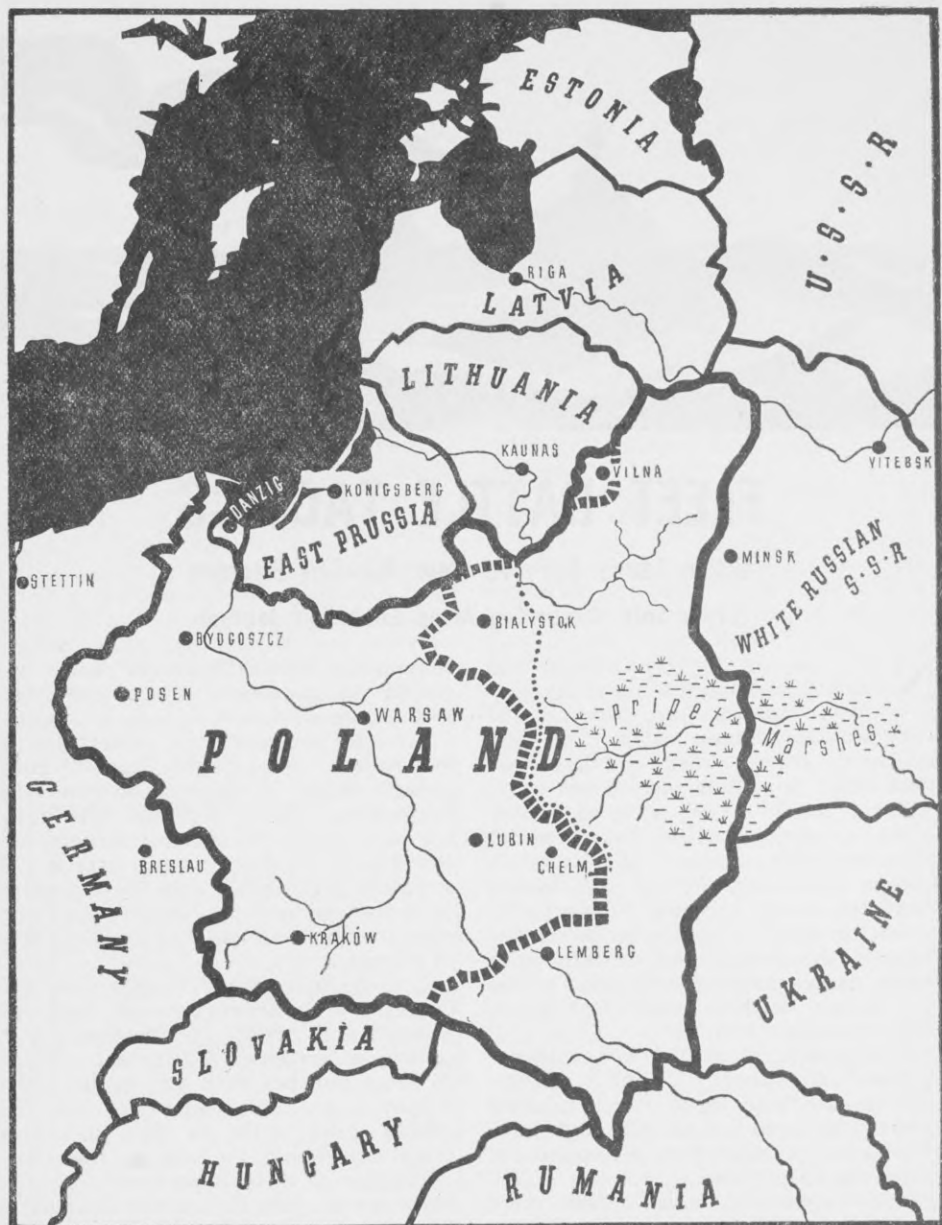 ESTONIA
U·S·S·R
RIGA
LATVIA
LITHUANIA
KAUNAS
VILNA
VITEBSK
DANZIG
KONIGSBERG
EAST PRUSSIA
MINSK
WHITE RUSSIAN
S·S·R
STETTIN
BYDGOSZCZ
BIALYSTOK
POSEN
WARSAW
Pripet
Marshes
POLAND
GERMANY
BRESLAU
LUBIN
CHELM
KRAKÓW
LEMBERG
UKRAINE
SLOVAKIA
HUNGARY
RUMANIA